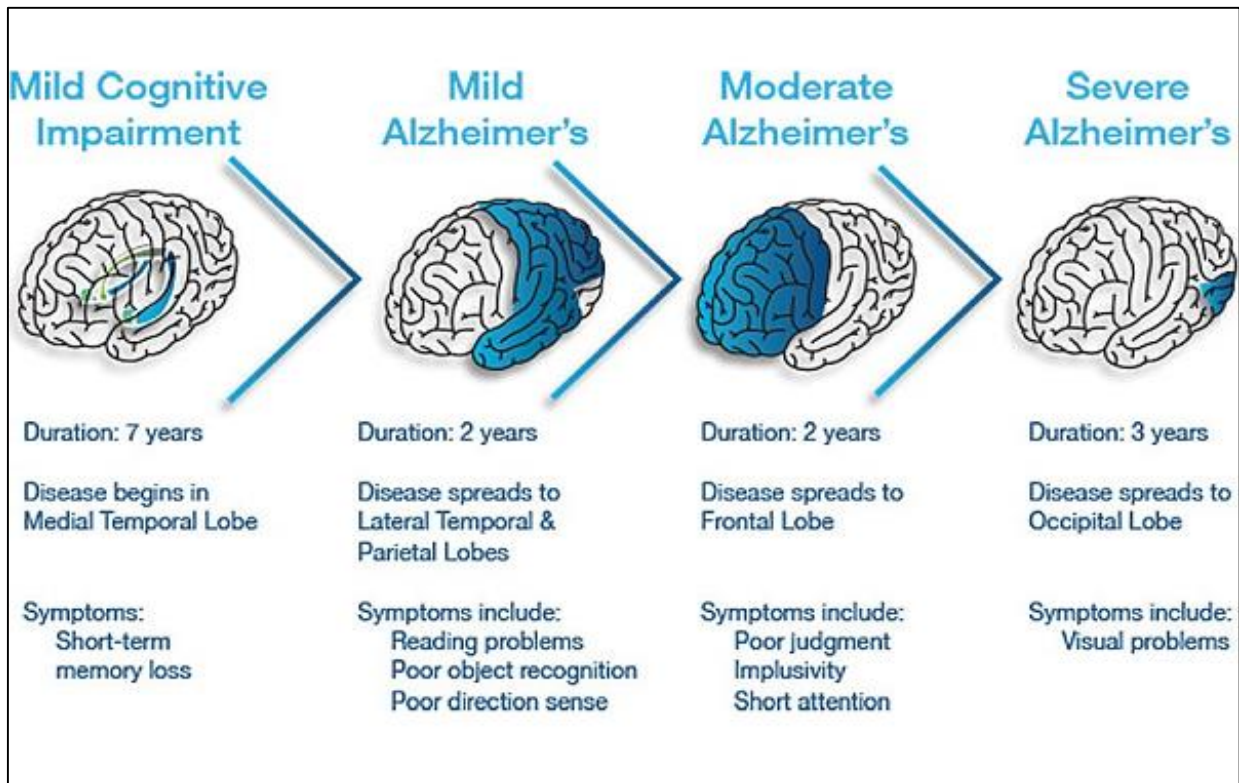 Mild Cognitive
Impairment
Duration: 7 years
Disease begins in
Medial Temporal Lobe
Symptoms:
Short-term
memory loss
Mild
Alzheimer's
Duration: 2 years
Disease spreads to
Lateral Temporal &
Parietal Lobes
Symptoms include:
Reading problems
Poor object recognition
Poor direction sense
Moderate
Alzheimer's
Duration: 2 years
Disease spreads to
Frontal Lobe
Symptoms include:
Poor judgment
Implusivity
Short attention
Severe
Alzheimer's
Duration: 3 years
Disease spreads to
Occipital Lobe
Symptoms include:
Visual problems